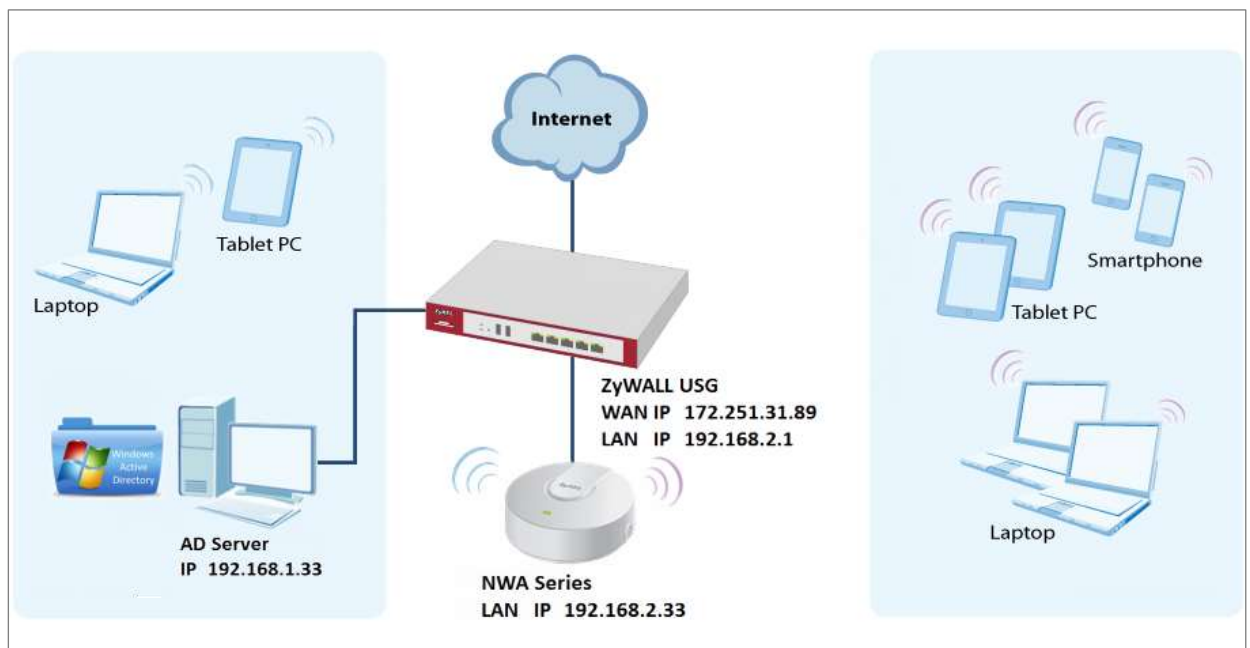 Internet
Tablet PC
Laptop
ZyXEL
Windows
Active
Directory
AD Server
IP 192.168.1.33
ZyWALL USG
WAN IP 172.251.31.89
LAN IP 192.168.2.1
ZyXEL
NWA Series
LAN IP 192.168.2.33
Smartphone
Tablet PC
Laptop